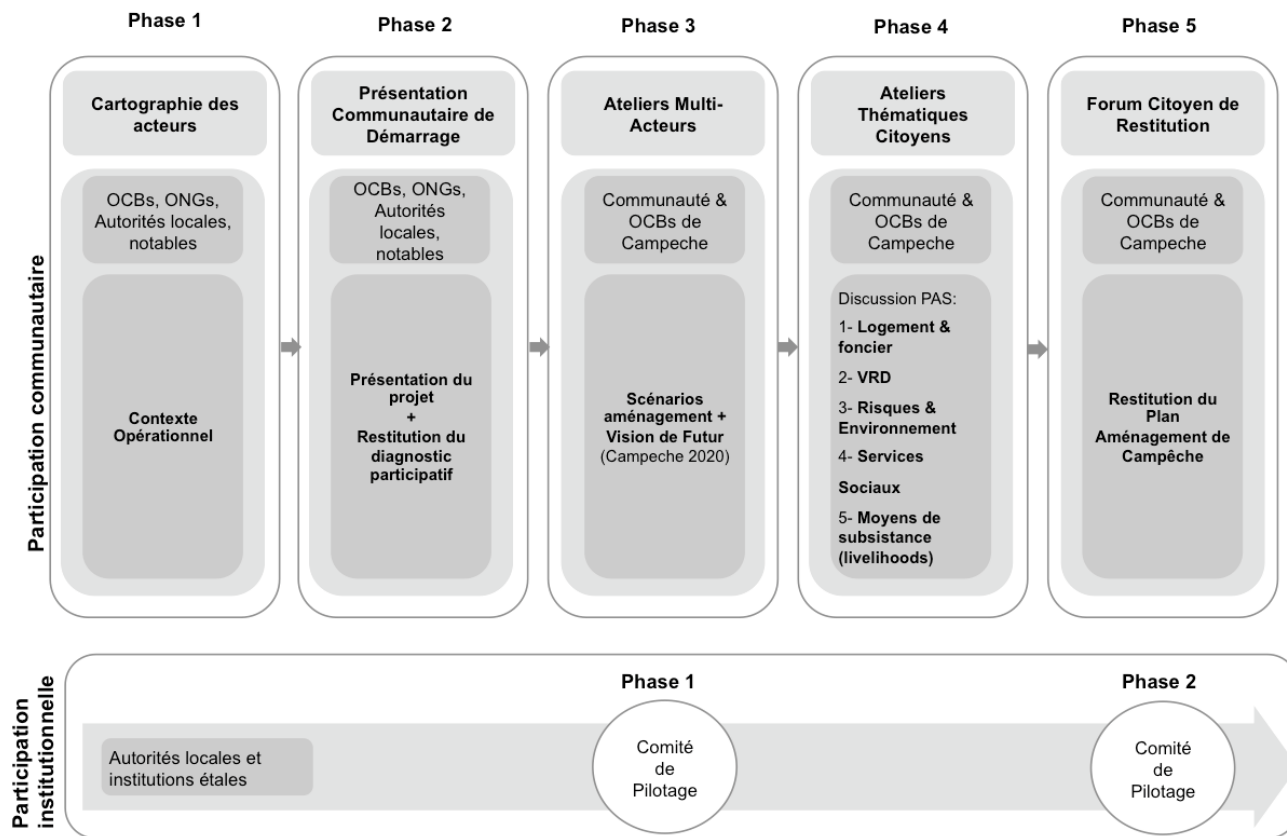 Phase 1
Phase 2
Phase 3
Phase 4
Phase 5
Participation communautaire
Cartographie des
acteurs
OCBs, ONGs,
Autorités locales,
notables
Contexte
Opérationnel
Présentation
Communautaire de
Démarrage
OCBs, ONGs,
Autorités
locales,
notables
Présentation du
projet
+
Restitution du
diagnostic
participatif
Ateliers Multi-
Acteurs
Communauté &
OCBs de
Campeche
Scénarios
aménagement +
Vision de Futur
(Campeche 2020)
Ateliers
Thématiques
Citoyens
Communauté &
OCBs de
Campeche
Discussion PAS:
1- Logement &
foncier
2- VRD
3- Risques &
Environnement
4- Services
Sociaux
5- Moyens de
subsistance
(livelihoods)
Forum Citoyen de
Restitution
Communauté &
OCBs de
Campeche
Restitution du
Plan
Aménagement de
Campêche
Participation
institutionnelle
Autorités locales et
institutions étales
Phase 1
Comité
de
Pilotage
Phase 2
Comité
de
Pilotage